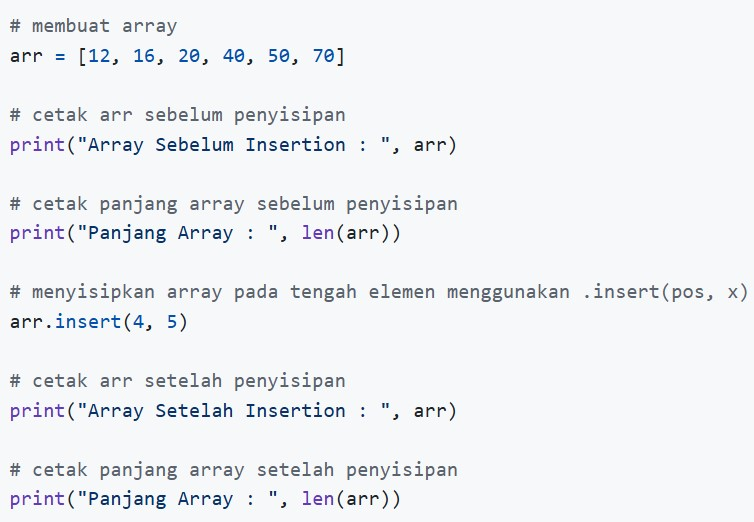 # membuat array
arr = [12, 16, 20, 40, 50, 70]
# cetak arr sebelum penyisipan
print("Array Sebelum Insertion : ", arr)
# cetak panjang array sebelum penyisipan
print("Panjang Array : ", len(arr))
# menyisipkan array pada tengah elemen menggunakan .insert(pos, x)
arr.insert(4, 5)
# cetak arr setelah penyisipan
print("Array Setelah Insertion : ", arr)
# cetak panjang array setelah penyisipan
print("Panjang Array : ", len(arr))